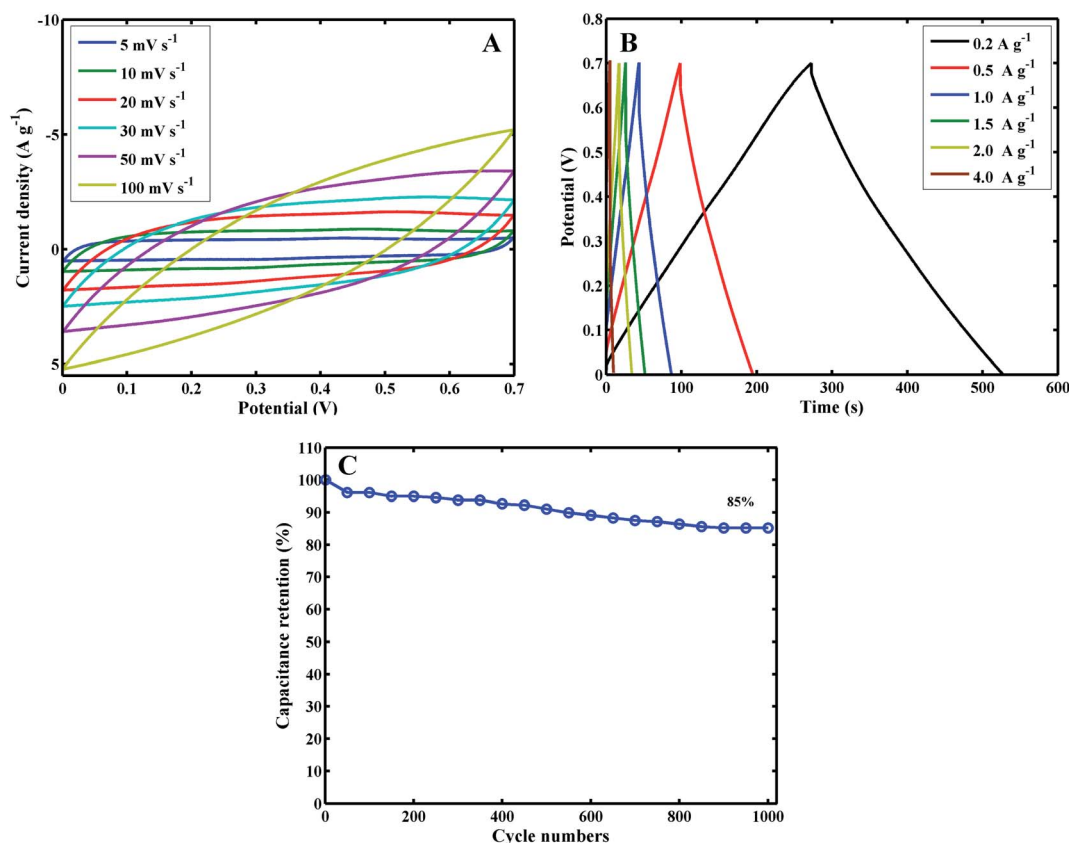 A
5 mV s⁻¹
10 mV s⁻¹
20 mV s⁻¹
30 mV s⁻¹
50 mV s⁻¹
100 mV s⁻¹
-10
-5
0
5
Current density (A g⁻¹)
0 0.1 0.2 0.3 0.4 0.5 0.6 0.7
Potential (V)
B
0.2 A g⁻¹
0.5 A g⁻¹
1.0 A g⁻¹
1.5 A g⁻¹
2.0 A g⁻¹
4.0 A g⁻¹
0.8
0.7
0.6
0.5
0.4
0.3
0.2
0.1
0
Potential (V)
0 100 200 300 400 500 600
Time (s)
C
85%
110
100
90
80
70
60
50
40
30
20
10
0
Capacitance retention (%)
0 200 400 600 800 1000
Cycle numbers